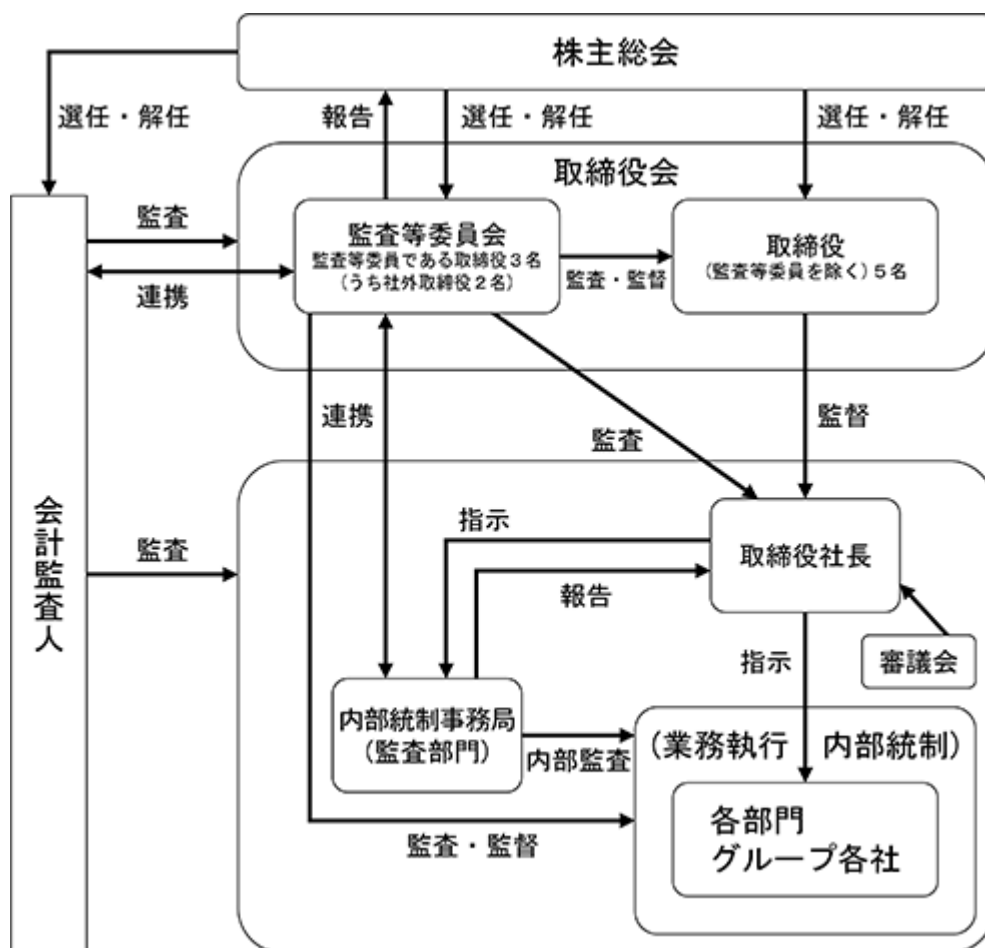 株主総会
選任・解任
報告
選任・解任
選任・解任
取締役会
監査
連携
監査等委員会
監査等委員である取締役3名
(うち社外取締役2名)
監査・監督
取締役
(監査等委員を除く)5名
連携
監査
監督
会計監査人
監査
指示
報告
取締役社長
審議会
指示
内部統制事務局
(監査部門)
内部監査
(業務執行 内部統制)
監査・監督
各部門
グループ各社